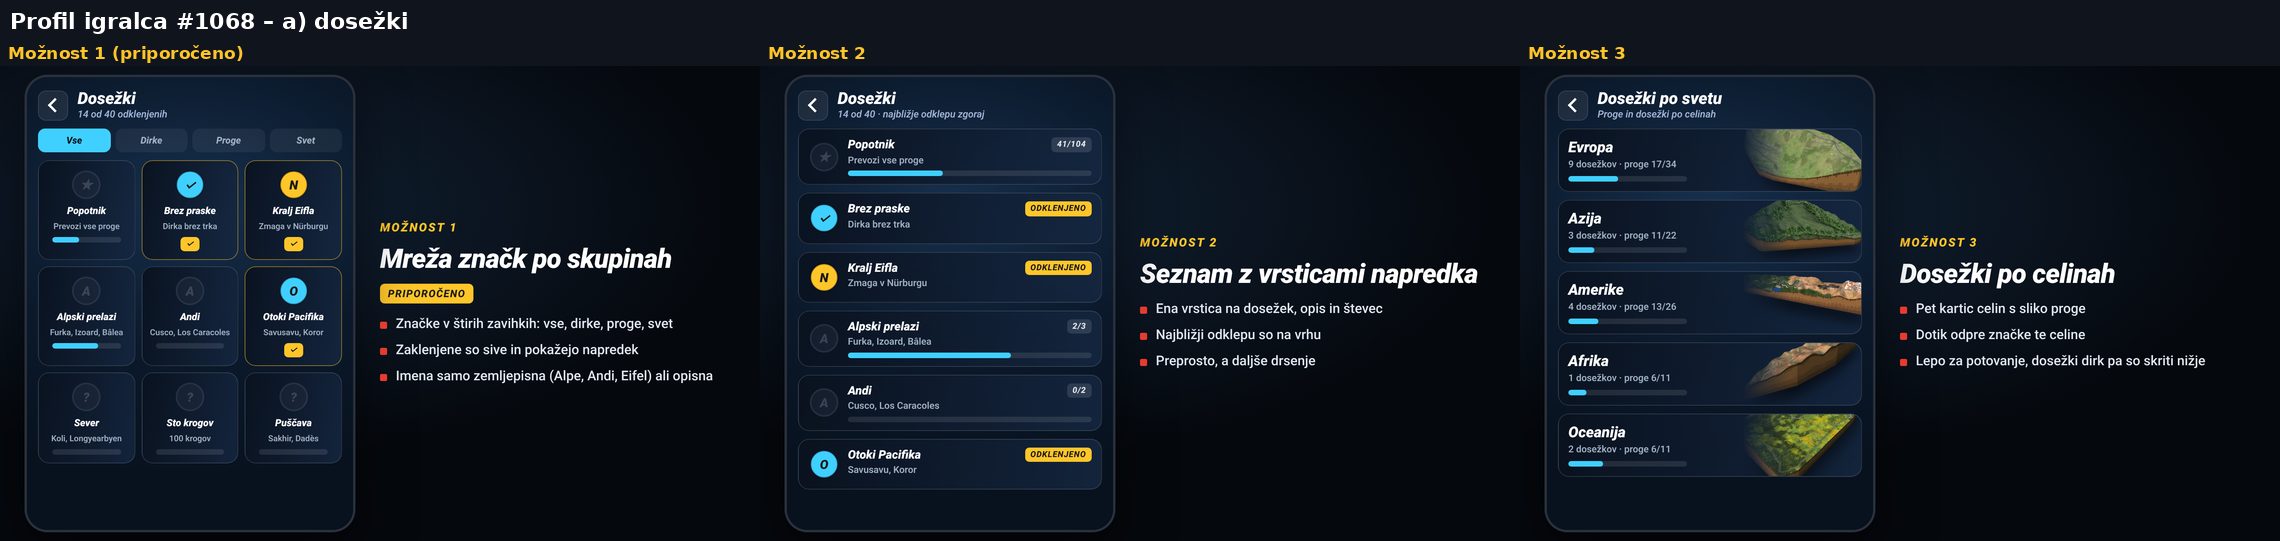 Profil igralca #1068 – a) dosežki
Možnost 1 (priporočeno)
Dosežki
14 od 40 odklenjenih
Vse
Dirke
Proge
Svet
Popotnik
Prevozi vse proge
Brez praske
Dirka brez trka
N
Kralj Eifla
Zmaga v Nürburgu
A
Alpski prelazi
Furka, Izoard, Bâlea
A
Andi
Cusco, Los Caracoles
O
Otoki Pacifika
Savusavu, Koror
?
Sever
Koli, Longyearbyen
?
Sto krogov
100 krogov
?
Puščava
Sakhir, Dadès
MOŽNOST 1
Mreža značk po skupinah
PRIPOROČENO
Značke v štirih zavihkih: vse, dirke, proge, svet
Zaklenjene so sive in pokažejo napredek
Imena samo zemljepisna (Alpe, Andi, Eifel) ali opisna
Možnost 2
Dosežki
14 od 40 · najbližje odklepu zgoraj
Popotnik
41/104
Prevozi vse proge
Brez praske
ODKLENJENO
Dirka brez trka
N
Kralj Eifla
ODKLENJENO
Zmaga v Nürburgu
A
Alpski prelazi
2/3
Furka, Izoard, Bâlea
A
Andi
0/2
Cusco, Los Caracoles
O
Otoki Pacifika
ODKLENJENO
Savusavu, Koror
MOŽNOST 2
Seznam z vrsticami napredka
Ena vrstica na dosežek, opis in števec
Najbližji odklepu so na vrhu
Preprosto, a daljše drsenje
Možnost 3
Dosežki po svetu
Proge in dosežki po celinah
Evropa
9 dosežkov · proge 17/34
Azija
3 dosežkov · proge 11/22
Amerike
4 dosežkov · proge 13/26
Afrika
1 dosežkov · proge 6/11
Oceanija
2 dosežkov · proge 6/11
MOŽNOST 3
Dosežki po celinah
Pet kartic celin s sliko proge
Dotik odpre značke te celine
Lepo za potovanje, dosežki dirk pa so skriti nižje